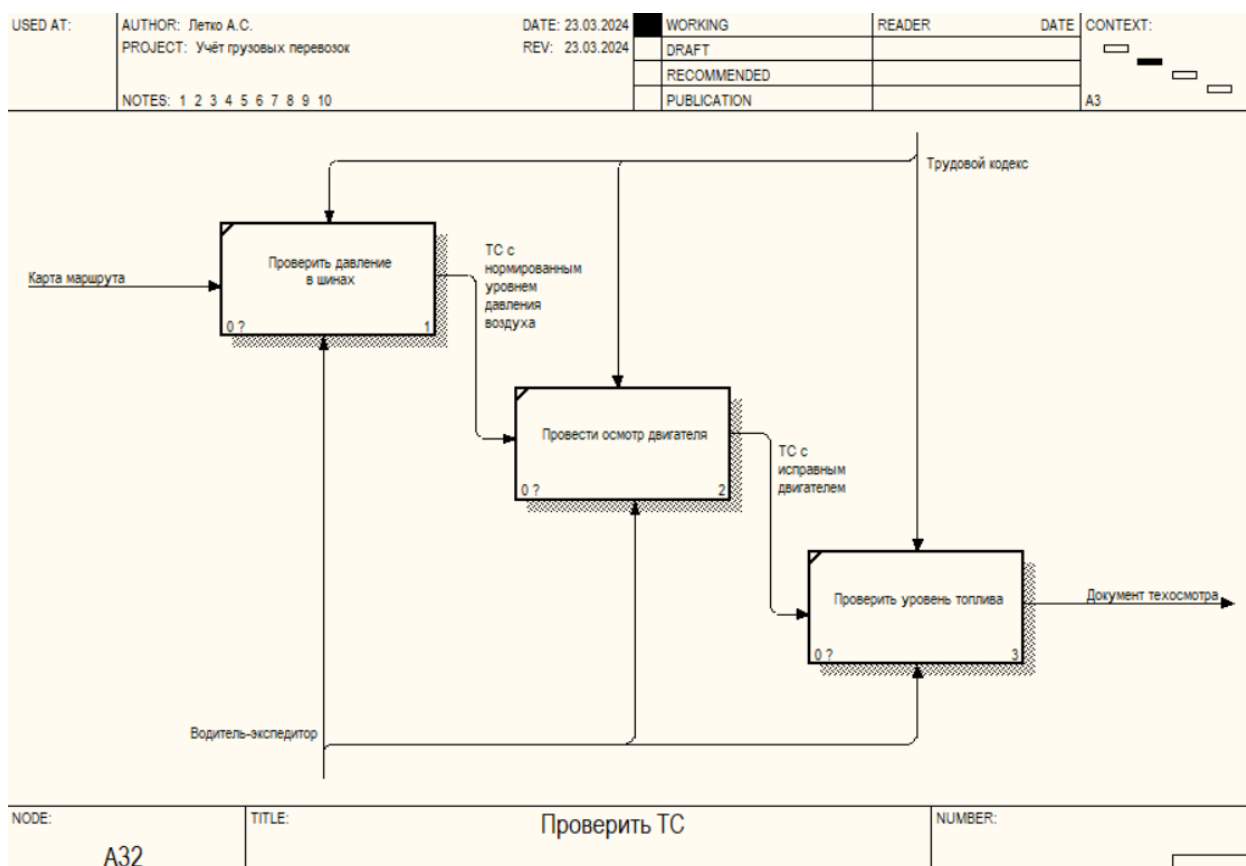 USED AT:
AUTHOR: Летко А.С.
DATE: 23.03.2024
WORKING
READER
DATE
CONTEXT:
PROJECT: Учёт грузовых перевозок
REV: 23.03.2024
DRAFT
RECOMMENDED
NOTES: 1 2 3 4 5 6 7 8 9 10
PUBLICATION
A3
Трудовой кодекс
Карта маршрута
Проверить давление
в шинах
0 ?
1
ТС с
нормированным
уровнем
давления
воздуха
Провести осмотр двигателя
0 ?
2
ТС с
исправным
двигателем
Проверить уровень топлива
0 ?
3
Документ техосмотра
Водитель-экспедитор
NODE:
A32
TITLE:
Проверить ТС
NUMBER: